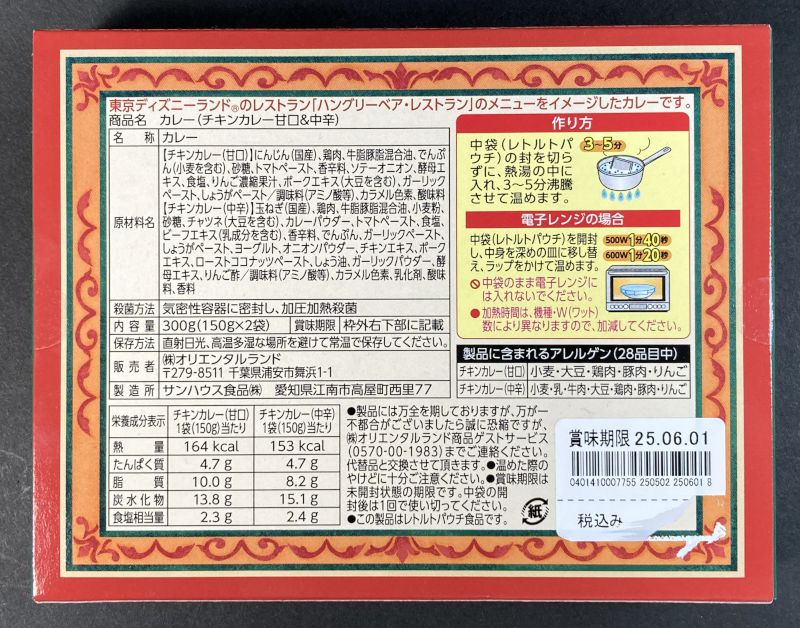 東京ディズニーランド®のレストラン「ハングリーベア・レストラン」のメニューをイメージしたカレーです。
商品名 カレー(チキンカレー甘口&中辛)
名称 カレー
原材料名
【チキンカレー(甘口)】にんじん(国産)、鶏肉、牛脂豚脂混合油、でんぷ
ん(小麦を含む)、砂糖、トマトペースト、香辛料、ソテーオニオン、酵母エ
キス、食塩、りんご濃縮果汁、ポークエキス(大豆を含む)、ガーリック
ペースト、しょうがペースト/調味料(アミノ酸等)、カラメル色素、酸味料
【チキンカレー(中辛)】玉ねぎ(国産)、鶏肉、牛脂豚脂混合油、小麦粉、
砂糖、チャツネ(大豆を含む)、カレーパウダー、トマトペースト、食塩、
ビーフエキス(乳成分を含む)、香辛料、でんぷん、ガーリックペースト、
しょうがペースト、ヨーグルト、オニオンパウダー、チキンエキス、ポーク
エキス、ローストココナッツペースト、しょう油、ガーリックパウダー、酵
母エキス、りんご酢/調味料(アミノ酸等)、カラメル色素、乳化剤、酸味
料、香料
殺菌方法 気密性容器に密封し、加圧加熱殺菌
内容量 300g(150g×2袋) 賞味期限 枠外右下部に記載
保存方法 直射日光、高温多湿な場所を避けて常温で保存してください。
販売者 ㈱オリエンタルランド
〒279-8511 千葉県浦安市舞浜1-1
製造所 サンハウス食品㈱ 愛知県江南市高屋町西里77
作り方
中袋(レトルトパ
ウチ)の封を切ら
ずに、熱湯の中に
入れ、3〜5分沸騰
させて温めます。
3〜5分
電子レンジの場合
中袋(レトルトパウチ)を開封
し、中身を深めの皿に移し替
え、ラップをかけて温めます。
500W1分40秒
600W1分20秒
中袋のまま電子レンジに
は入れないでください。
●加熱時間は、機種・W(ワット)
数により異なりますので、加減してください。
製品に含まれるアレルゲン(28品目中)
チキンカレー(甘口) 小麦・大豆・鶏肉・豚肉・りんご
チキンカレー(中辛) 小麦・乳・牛肉・大豆・鶏肉・豚肉・りんご
栄養成分表示 チキンカレー(甘口)1袋(150g)当たり チキンカレー(中辛)1袋(150g)当たり
熱量 164 kcal 153 kcal
たんぱく質 4.7 g 4.7 g
脂質 10.0 g 8.2 g
炭水化物 13.8 g 15.1 g
食塩相当量 2.3 g 2.4 g
●製品には万全を期しておりますが、万が一
不都合がございましたら誠に恐縮ですが、
㈱オリエンタルランド商品ゲストサービス
(0570-00-1983)までご連絡ください。
代替品と交換させて頂きます。●温めた際の
やけどに十分ご注意ください。●賞味期限は
未開封状態の期限です。中袋の開
封後は1回で使い切ってください。
●この製品はレトルトパウチ食品です。
紙
賞味期限 25.06.01
0401410007755 250502 250601 8
税込み